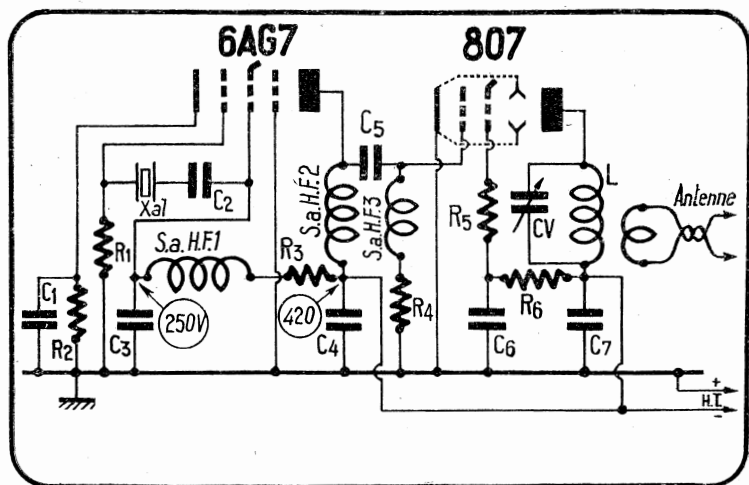 6AG7
807
C5
S.a.H.F.2
S.a.H.F.3
L
Antenne
Xal
C2
R5
CV
R1
S.a.H.F.1
R3
R6
C1
R2
C3
250V
420
C4
R4
C6
C7
+
H.T.
-